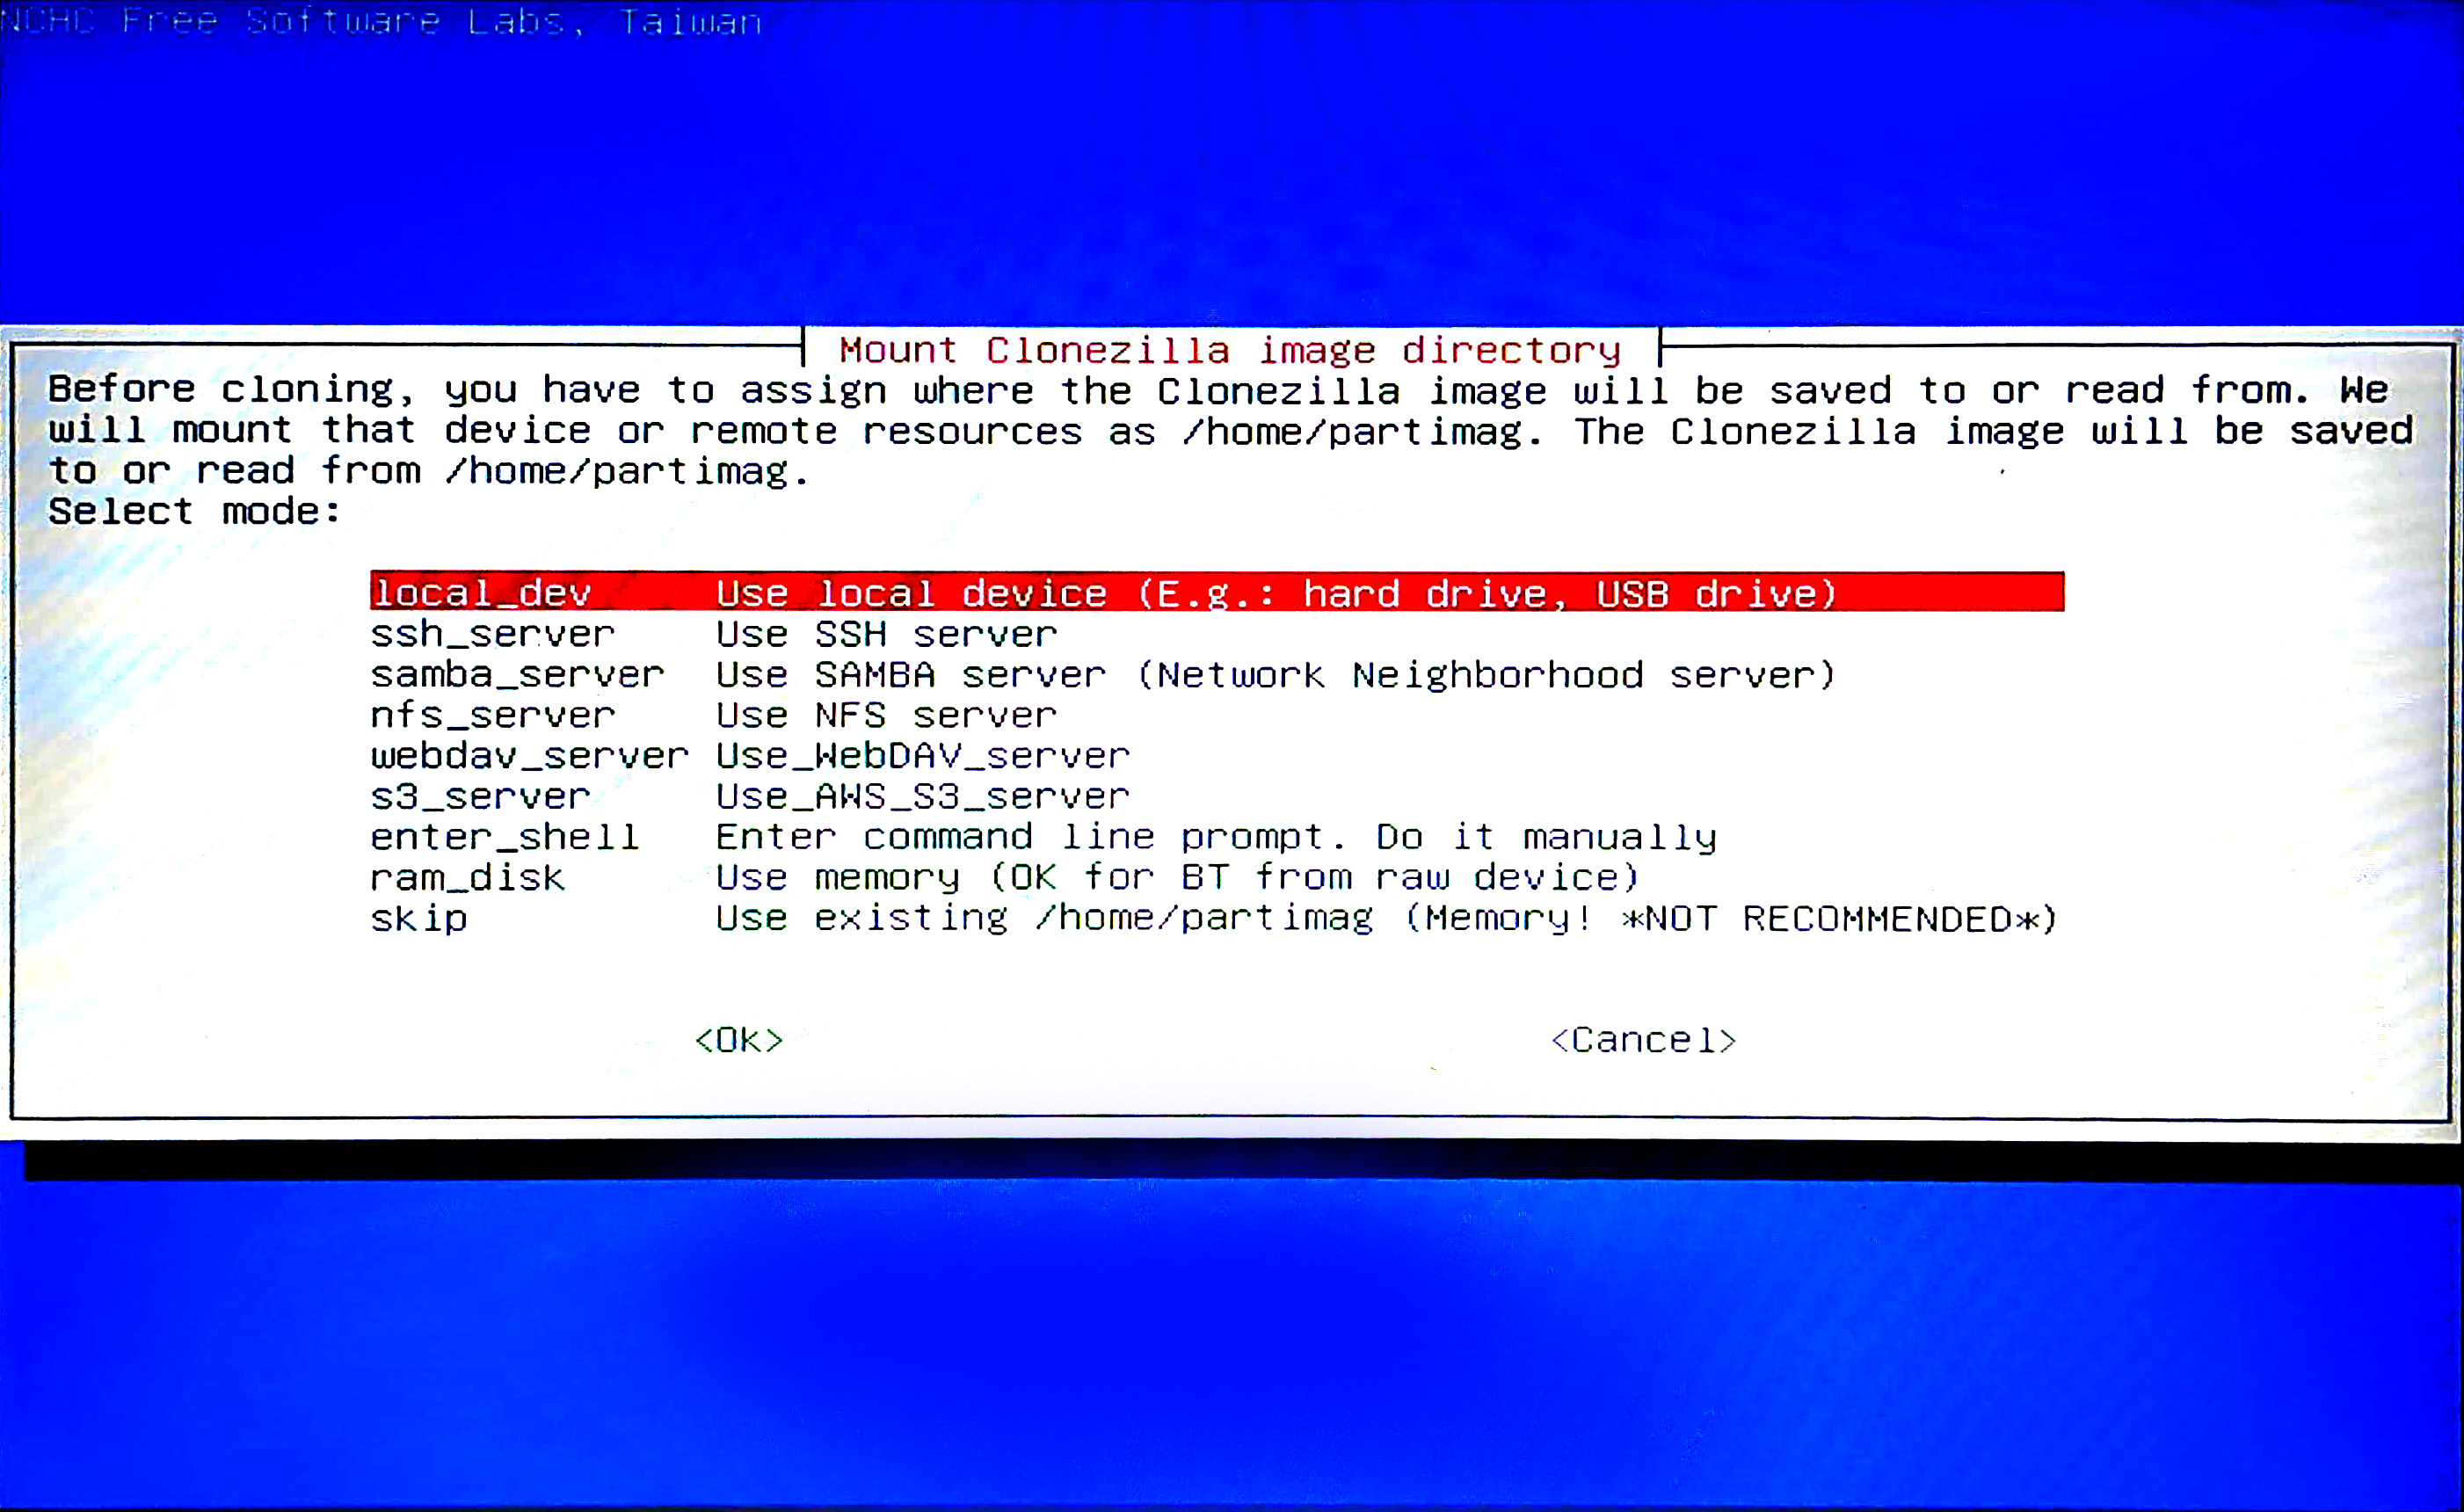 NCHC Free Software Labs, Taiwan
Mount Clonezilla image directory
Before cloning, you have to assign where the Clonezilla image will be saved to or read from. We
will mount that device or remote resources as /home/partimag. The Clonezilla image will be saved
to or read from /home/partimag.
Select mode:
local_dev Use local device (E.g.: hard drive, USB drive)
ssh_server Use SSH server
samba_server Use SAMBA server (Network Neighborhood server)
nfs_server Use NFS server
webdav_server Use_WebDAV_server
s3_server Use_AWS_S3_server
enter_shell Enter command line prompt. Do it manually
ram_disk Use memory (OK for BT from raw device)
skip Use existing /home/partimag (Memory! *NOT RECOMMENDED*)
<Ok> <Cancel>